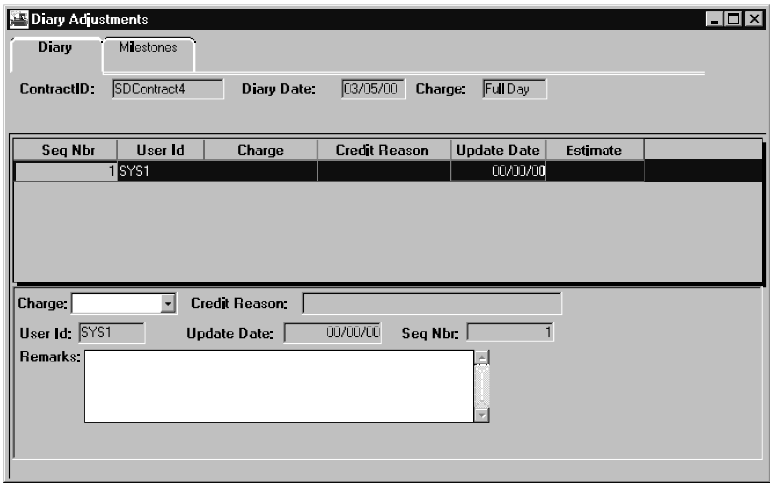 Diary Adjustments
Diary Milestones
ContractID: SDContract4 Diary Date: 03/05/00 Charge: Full Day
Seq Nbr User Id Charge Credit Reason Update Date Estimate
1 SYS1 00/00/00
Charge: Credit Reason:
User Id: SYS1 Update Date: 00/00/00 Seq Nbr: 1
Remarks: